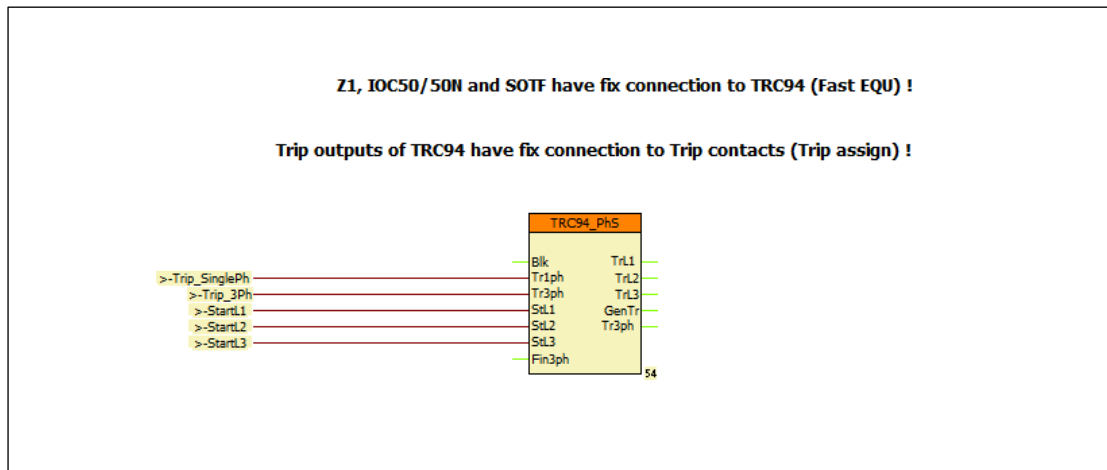 Z1, IOC50/50N and SOTF have fix connection to TRC94 (Fast EQU) !
Trip outputs of TRC94 have fix connection to Trip contacts (Trip assign) !
TRC94_PhS
Blk TrL1
>-Trip_SinglePh Tr1ph TrL2
>-Trip_3Ph Tr3ph TrL3
>-StartL1 StL1 GenTr
>-StartL2 StL2 Tr3ph
>-StartL3 StL3
Fin3ph
54